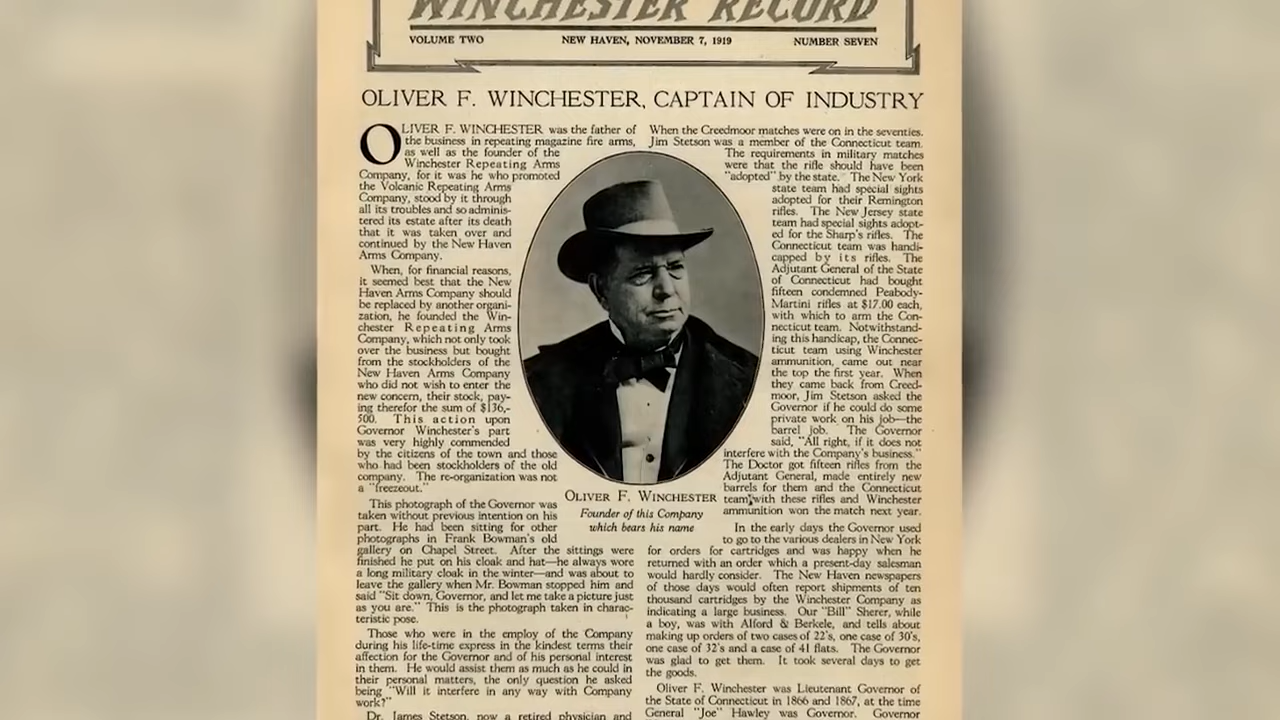 WINCHESTER RECORD
VOLUME TWO
NEW HAVEN, NOVEMBER 7, 1919
NUMBER SEVEN
OLIVER F. WINCHESTER, CAPTAIN OF INDUSTRY
OLIVER F. WINCHESTER was the father of
the business in repeating magazine fire arms,
as well as the founder of the
Winchester Repeating Arms
Company, for it was he who promoted
the Volcanic Repeating Arms
Company, stood by it through
all its troubles and so adminis-
tered its estate after its death
that it was taken over and
continued by the New Haven
Arms Company.
When, for financial reasons,
it seemed best that the New
Haven Arms Company should
be replaced by another organi-
zation, he founded the Win-
chester Repeating Arms
Company, which not only took
over the business but bought
from the stockholders of the
New Haven Arms Company
who did not wish to enter the
new concern, their stock, pay-
ing therefor the sum of $136,-
500. This action upon
Governor Winchester's part
was very highly commended
by the citizens of the town and those
who had been stockholders of the old
company. The re-organization was not
a "freezeout."
This photograph of the Governor was
taken without previous intention on his
part. He had been sitting for other
photographs in Frank Bowman's old
gallery on Chapel Street. After the sittings were
finished he put on his cloak and hat—he always wore
a long military cloak in the winter—and was about to
leave the gallery when Mr. Bowman stopped him and
said "Sit down, Governor, and let me take a picture just
as you are." This is the photograph taken in charac-
teristic pose.
Those who were in the employ of the Company
during his life-time express in the kindest terms their
affection for the Governor and of his personal interest
in them. He would assist them as much as he could in
their personal matters, the only question he asked
being "Will it interfere in any way with Company
work?"
Dr. James Stetson, now a retired physician and
OLIVER F. WINCHESTER
Founder of this Company
which bears his name
When the Creedmoor matches were on in the seventies.
Jim Stetson was a member of the Connecticut team.
The requirements in military matches
were that the rifle should have been
"adopted" by the state. The New York
state team had special sights
adopted for their Remington
rifles. The New Jersey state
team had special sights adopt-
ed for the Sharp's rifles. The
Connecticut team was handi-
capped by its rifles. The
Adjutant General of the State
of Connecticut had bought
fifteen condemned Peabody-
Martini rifles at $17.00 each,
with which to arm the Con-
necticut team. Notwithstand-
ing this handicap, the Connec-
ticut team using Winchester
ammunition, came out near
the top the first year. When
they came back from Creed-
moor, Jim Stetson asked the
Governor if he could do some
private work on his job—the
barrel job. The Governor
said, "All right, if it does not
interfere with the Company's business."
The Doctor got fifteen rifles from the
Adjutant General, made entirely new
barrels for them and the Connecticut
team with these rifles and Winchester
ammunition won the match next year.
In the early days the Governor used
to go to the various dealers in New York
for orders for cartridges and was happy when he
returned with an order which a present-day salesman
would hardly consider. The New Haven newspapers
of those days would often report shipments of ten
thousand cartridges by the Winchester Company as
indicating a large business. Our "Bill" Sherer, while
a boy, was with Alford & Berkele, and tells about
making up orders of two cases of 22's, one case of 30's,
one case of 32's and a case of 41 flats. The Governor
was glad to get them. It took several days to get
the goods.
Oliver F. Winchester was Lieutenant Governor of
the State of Connecticut in 1866 and 1867, at the time
General "Joe" Hawley was Governor. Governor